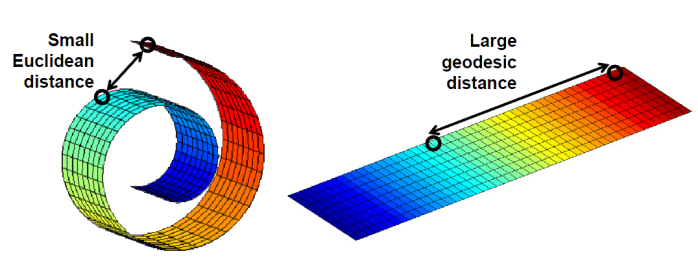 Small
Euclidean
distance
Large
geodesic
distance